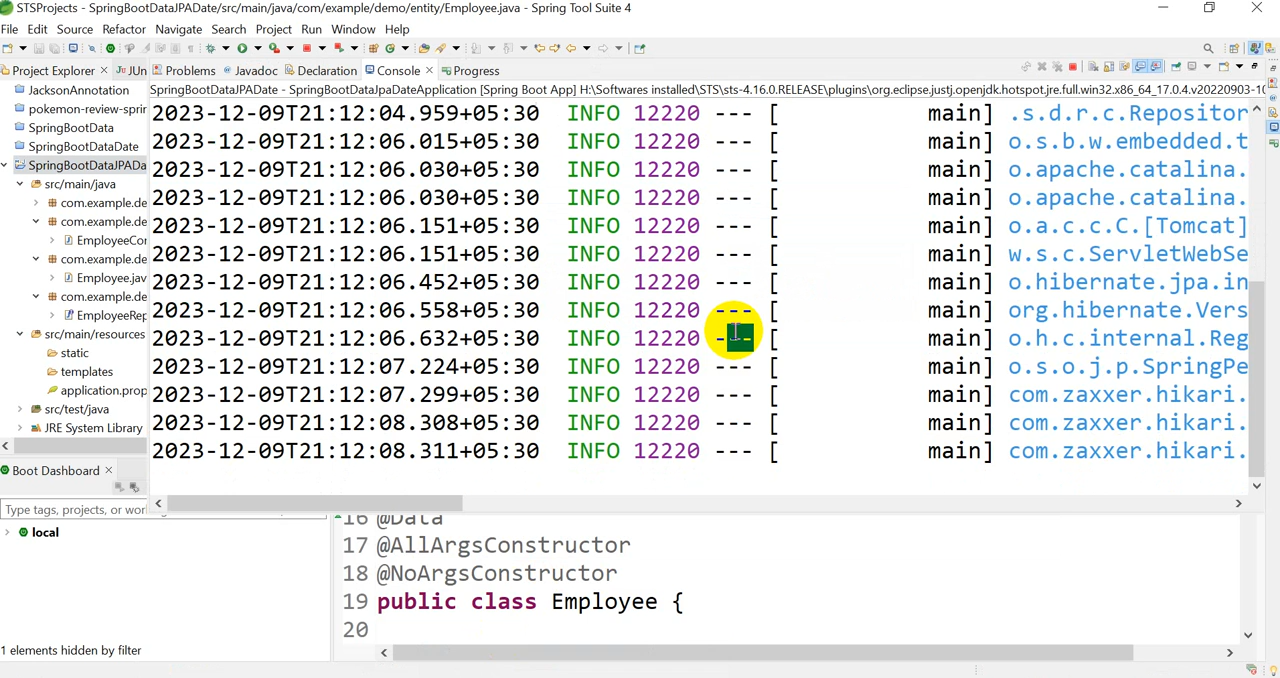 STSProjects - SpringBootDataJPADate/src/main/java/com/example/demo/entity/Employee.java - Spring Tool Suite 4
File Edit Source Refactor Navigate Search Project Run Window Help
Project Explorer JUn Problems Javadoc Declaration Console Progress
JacksonAnnotation
pokemon-review-sprin
SpringBootData
SpringBootDataDate
SpringBootDataJPADa
src/main/java
com.example.de
com.example.de
EmployeeCor
com.example.de
Employee.jav
com.example.de
EmployeeRep
src/main/resources
static
templates
application.prop
src/test/java
JRE System Library
Boot Dashboard
Type tags, projects, or wor
local
1 elements hidden by filter
SpringBootDataJPADate - SpringBootDataJpaDateApplication [Spring Boot App] H:\Softwares installed\STS\sts-4.16.0.RELEASE\plugins\org.eclipse.justj.openjdk.hotspot.jre.full.win32.x86_64_17.0.4.v20220903-10
2023-12-09T21:12:04.959+05:30 INFO 12220 --- [ main] .s.d.r.c.Repositor
2023-12-09T21:12:06.015+05:30 INFO 12220 --- [ main] o.s.b.w.embedded.t
2023-12-09T21:12:06.030+05:30 INFO 12220 --- [ main] o.apache.catalina.
2023-12-09T21:12:06.030+05:30 INFO 12220 --- [ main] o.apache.catalina.
2023-12-09T21:12:06.151+05:30 INFO 12220 --- [ main] o.a.c.c.C.[Tomcat]
2023-12-09T21:12:06.151+05:30 INFO 12220 --- [ main] w.s.c.ServletWebSe
2023-12-09T21:12:06.452+05:30 INFO 12220 --- [ main] o.hibernate.jpa.in
2023-12-09T21:12:06.558+05:30 INFO 12220 --- [ main] org.hibernate.Vers
2023-12-09T21:12:06.632+05:30 INFO 12220 --- [ main] o.h.c.internal.Reg
2023-12-09T21:12:07.224+05:30 INFO 12220 --- [ main] o.s.o.j.p.SpringPe
2023-12-09T21:12:07.299+05:30 INFO 12220 --- [ main] com.zaxxer.hikari.
2023-12-09T21:12:08.308+05:30 INFO 12220 --- [ main] com.zaxxer.hikari.
2023-12-09T21:12:08.311+05:30 INFO 12220 --- [ main] com.zaxxer.hikari.
16 @Data
17 @AllArgsConstructor
18 @NoArgsConstructor
19 public class Employee {
20